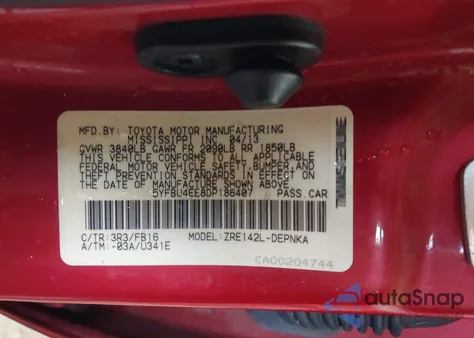 MFD.BY: TOYOTA MOTOR MANUFACTURING
MISSISSIPPI INC 04/13
GVWR 3840LB GAWR FR 2090LB RR 1850LB
THIS VEHICLE CONFORMS TO ALL APPLICABLE
FEDERAL MOTOR VEHICLE SAFETY, BUMPER, AND
THEFT PREVENTION STANDARDS IN EFFECT ON
THE DATE OF MANUFACTURE SHOWN ABOVE.
5YFBU4EE8DP186407 PASS.CAR
C/TR: 3R3/FB16 MODEL: ZRE142L-DEPNKA
A/TM: -03A/U341E
CA00204744
autaSnap